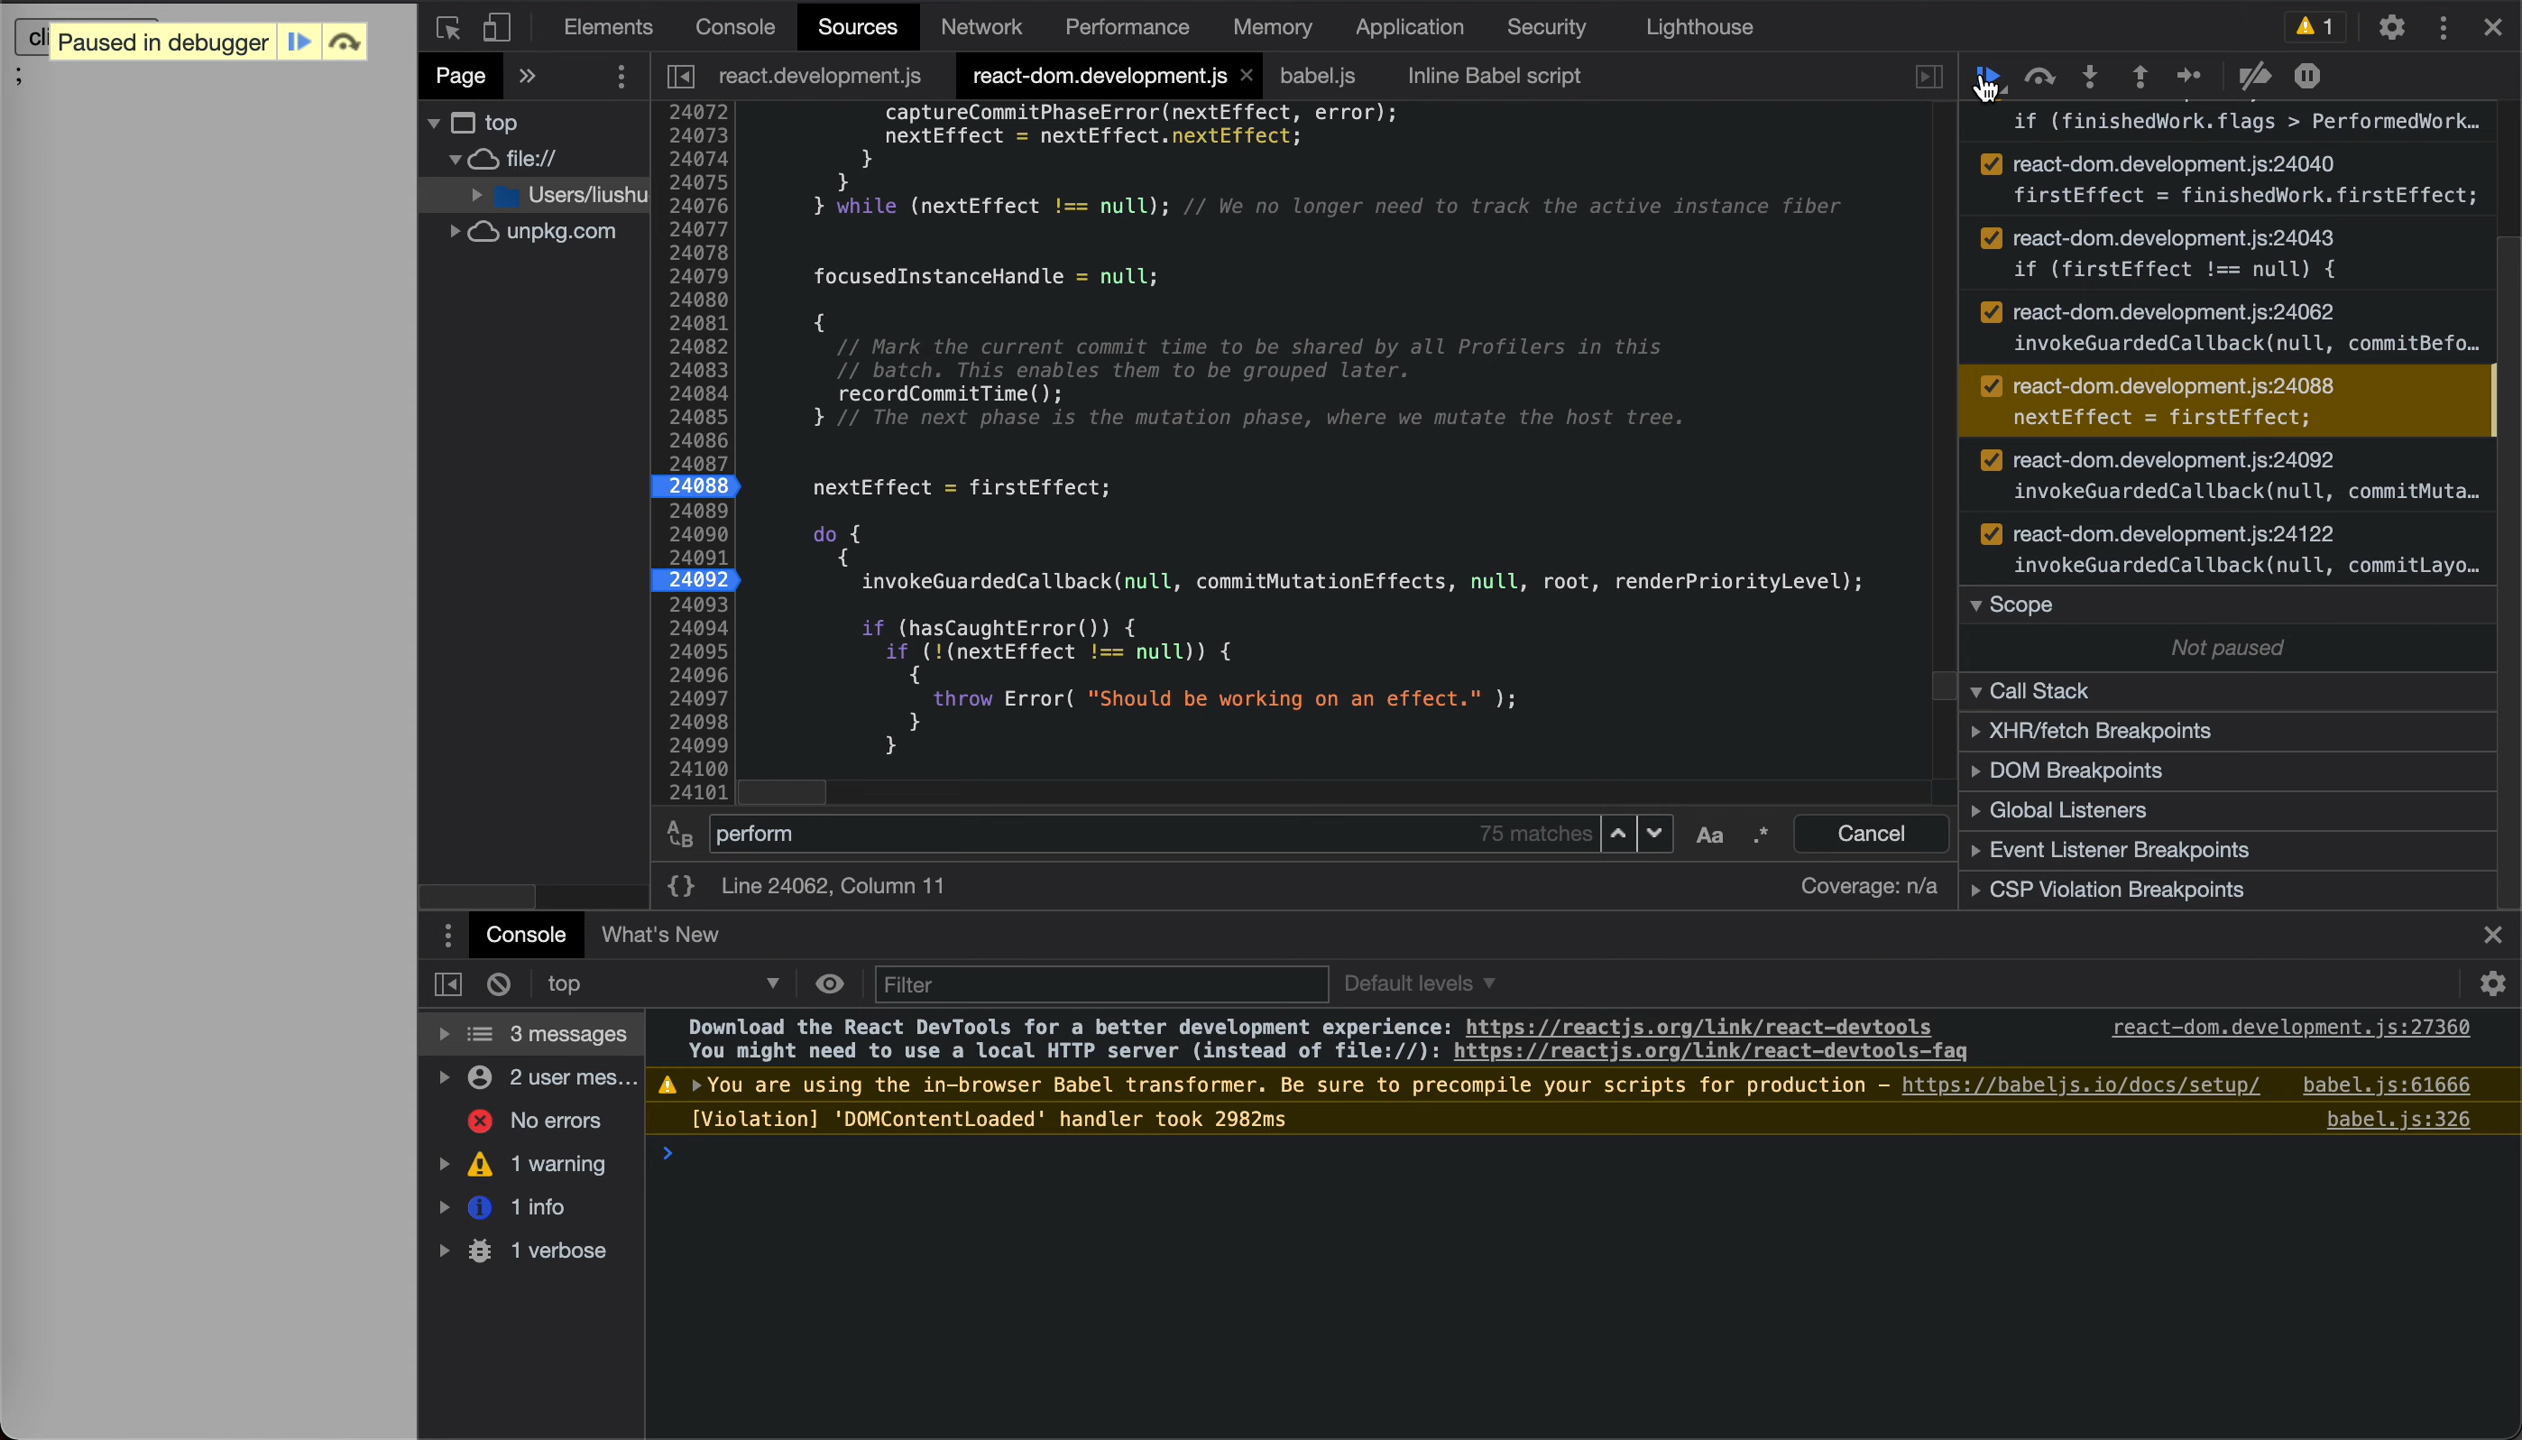 cli
Paused in debugger
;
Elements Console Sources Network Performance Memory Application Security Lighthouse 1
Page » react.development.js react-dom.development.js × babel.js Inline Babel script
top
file://
Users/liushu
unpkg.com
24072 captureCommitPhaseError(nextEffect, error);
24073 nextEffect = nextEffect.nextEffect;
24074 }
24075 }
24076 } while (nextEffect !== null); // We no longer need to track the active instance fiber
24077
24078
24079 focusedInstanceHandle = null;
24080
24081 {
24082 // Mark the current commit time to be shared by all Profilers in this
24083 // batch. This enables them to be grouped later.
24084 recordCommitTime();
24085 } // The next phase is the mutation phase, where we mutate the host tree.
24086
24087
24088 nextEffect = firstEffect;
24089
24090 do {
24091 {
24092 invokeGuardedCallback(null, commitMutationEffects, null, root, renderPriorityLevel);
24093
24094 if (hasCaughtError()) {
24095 if (!(nextEffect !== null)) {
24096 {
24097 throw Error( "Should be working on an effect." );
24098 }
24099 }
24100
24101
perform 75 matches Aa .* Cancel
{} Line 24062, Column 11 Coverage: n/a
if (finishedWork.flags > PerformedWork…
react-dom.development.js:24040
firstEffect = finishedWork.firstEffect;
react-dom.development.js:24043
if (firstEffect !== null) {
react-dom.development.js:24062
invokeGuardedCallback(null, commitBefo…
react-dom.development.js:24088
nextEffect = firstEffect;
react-dom.development.js:24092
invokeGuardedCallback(null, commitMuta…
react-dom.development.js:24122
invokeGuardedCallback(null, commitLayo…
Scope
Not paused
Call Stack
XHR/fetch Breakpoints
DOM Breakpoints
Global Listeners
Event Listener Breakpoints
CSP Violation Breakpoints
Console What's New
top Filter Default levels
3 messages
2 user mes…
No errors
1 warning
1 info
1 verbose
Download the React DevTools for a better development experience: https://reactjs.org/link/react-devtools react-dom.development.js:27360
You might need to use a local HTTP server (instead of file://): https://reactjs.org/link/react-devtools-faq
You are using the in-browser Babel transformer. Be sure to precompile your scripts for production – https://babeljs.io/docs/setup/ babel.js:61666
[Violation] 'DOMContentLoaded' handler took 2982ms babel.js:326